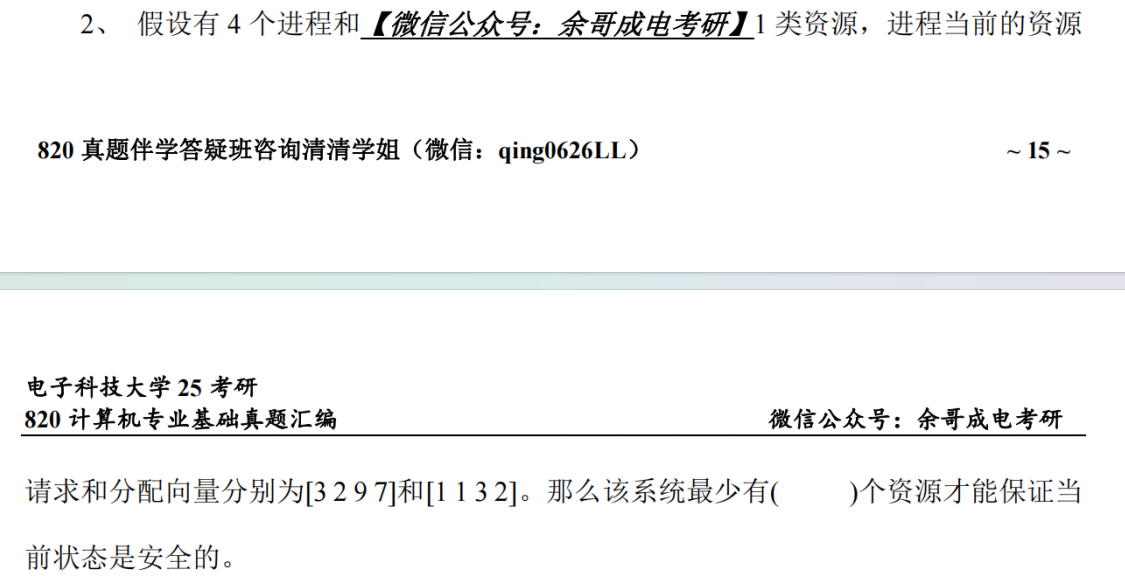 2、 假设有 4 个进程和【微信公众号：余哥成电考研】1 类资源，进程当前的资源
820 真题伴学答疑班咨询清清学姐（微信：qing0626LL） ~ 15 ~
电子科技大学 25 考研
820 计算机专业基础真题汇编 微信公众号：余哥成电考研
请求和分配向量分别为[3 2 9 7]和[1 1 3 2]。那么该系统最少有( )个资源才能保证当
前状态是安全的。